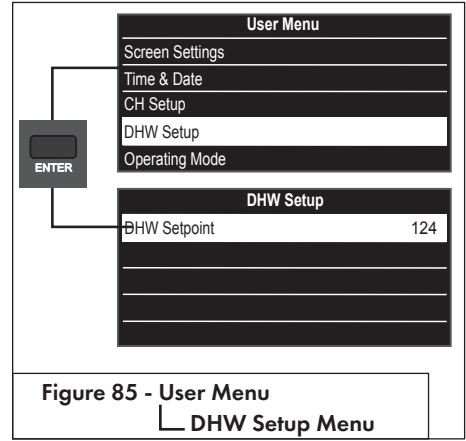 User Menu
Screen Settings
Time & Date
CH Setup
DHW Setup
Operating Mode
ENTER
DHW Setup
DHW Setpoint 124
Figure 85 - User Menu
DHW Setup Menu